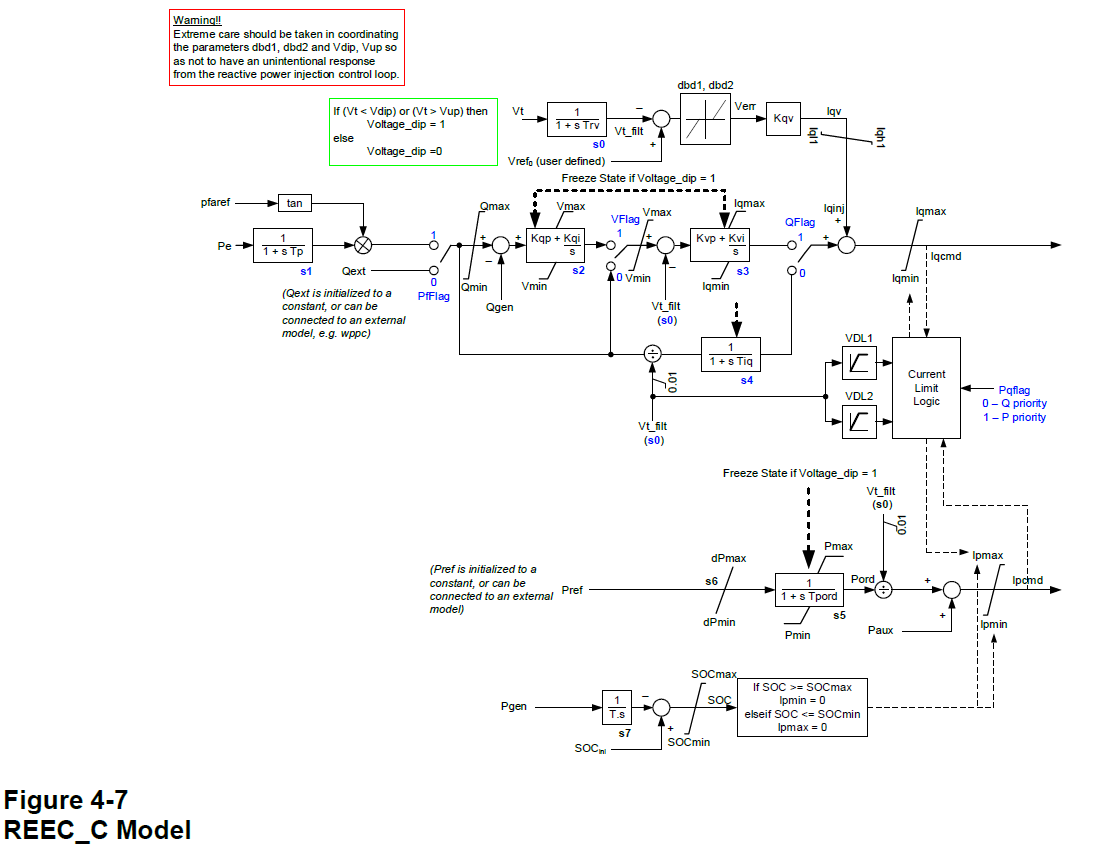 Warning!!
Extreme care should be taken in coordinating
the parameters dbd1, dbd2 and Vdip, Vup so
as not to have an unintentional response
from the reactive power injection control loop.
If (Vt < Vdip) or (Vt > Vup) then
Voltage_dip = 1
else
Voltage_dip =0
dbd1, dbd2
Vt
1
1 + s Trv
s0
−
Vt_filt
+
Verr
Kqv
Iqv
Iql1
Iqh1
Vref0 (user defined)
Freeze State if Voltage_dip = 1
pfaref
tan
Pe
1
1 + s Tp
s1
Qext
1
0
PfFlag
(Qext is initialized to a
constant, or can be
connected to an external
model, e.g. wppc)
Qmax
Qmin
+
−
Qgen
Vmax
Kqp + Kqi
s
s2
Vmin
VFlag
1
0
Vmax
Vmin
+
−
Vt_filt
(s0)
Iqmax
Kvp + Kvi
s
s3
Iqmin
QFlag
1
0
Iqinj
+
+
Iqmax
Iqmin
Iqcmd
1
1 + s Tiq
s4
÷
0.01
Vt_filt
(s0)
VDL1
VDL2
Current
Limit
Logic
Pqflag
0 – Q priority
1 – P priority
Freeze State if Voltage_dip = 1
Vt_filt
(s0)
0.01
(Pref is initialized to a
constant, or can be
connected to an external
model)
Pref
s6
dPmax
dPmin
Pmax
1
1 + s Tpord
s5
Pmin
Pord
÷
+
+
Paux
Ipmax
Ipmin
Ipcmd
Pgen
1
T.s
s7
−
+
SOCini
SOCmax
SOCmin
SOC
If SOC >= SOCmax
Ipmin = 0
elseif SOC <= SOCmin
Ipmax = 0
Figure 4-7
REEC_C Model